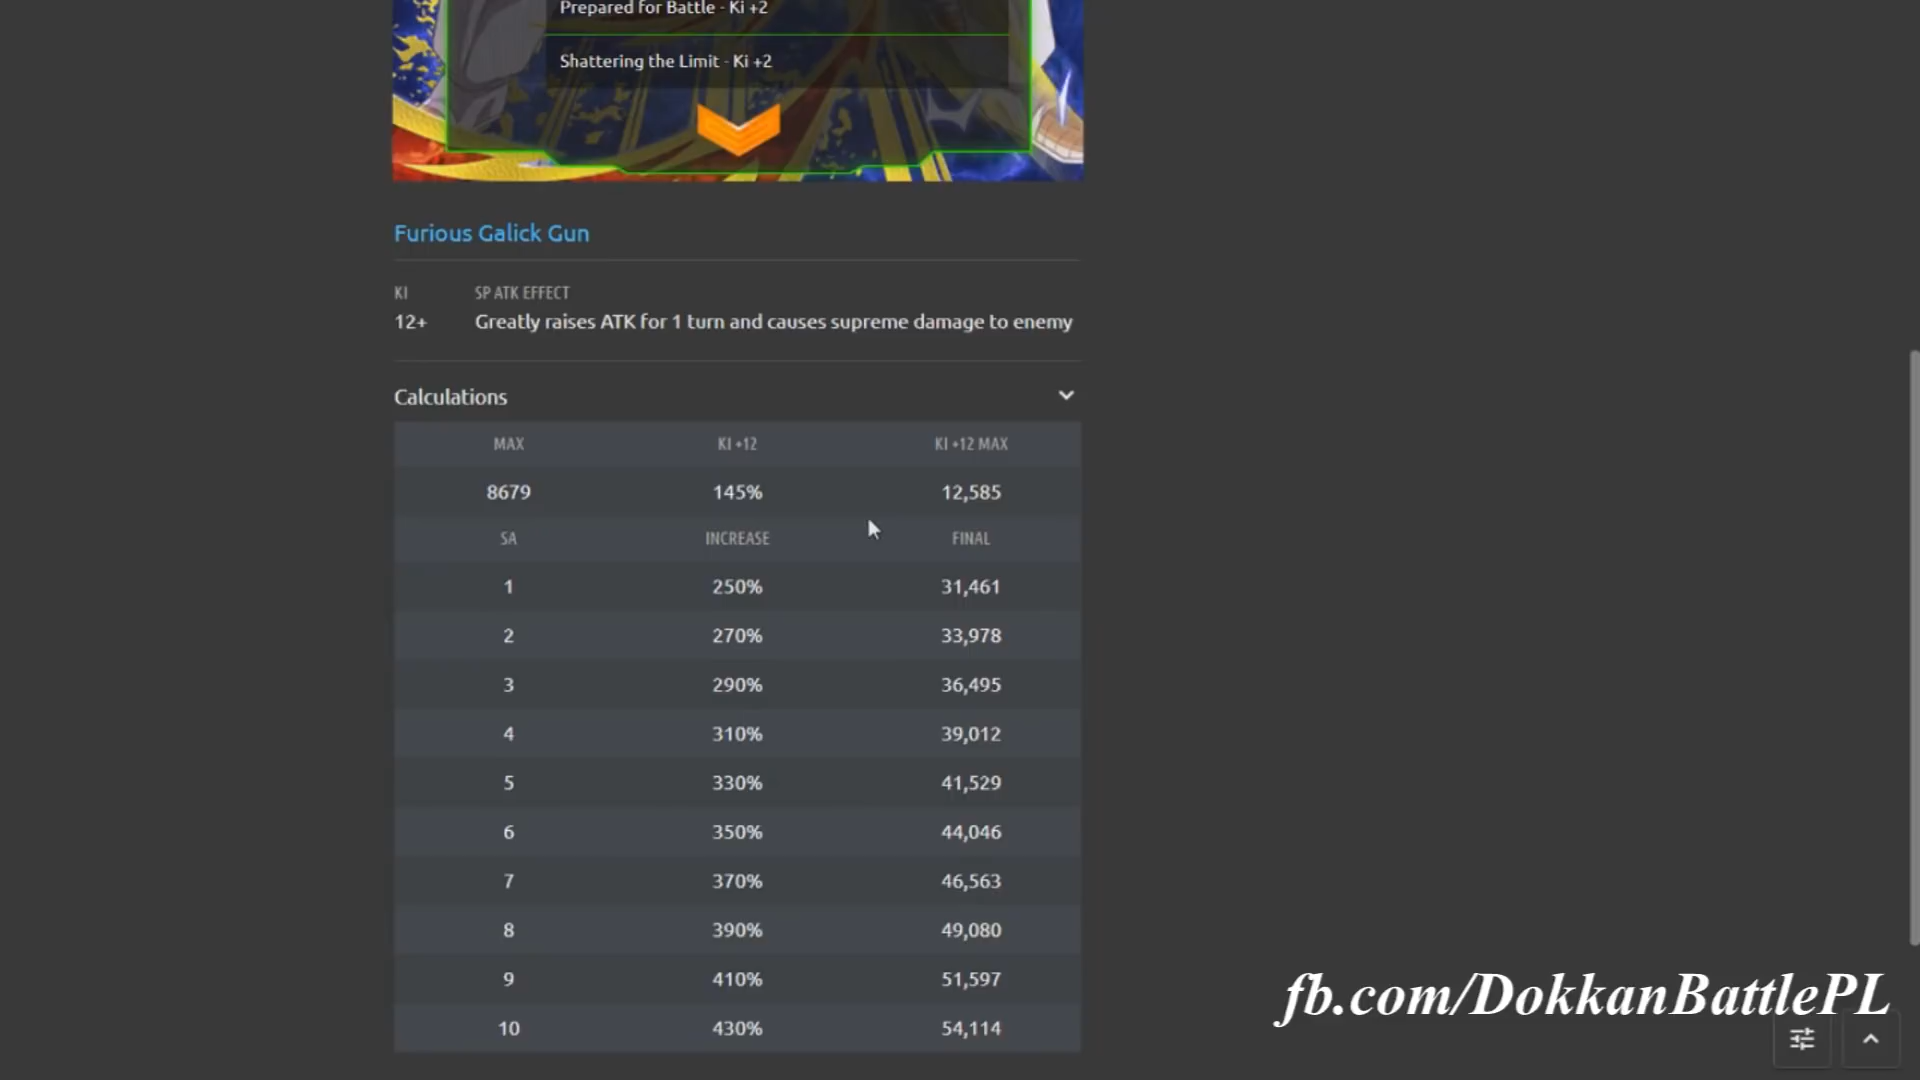 Prepared for Battle - Ki +2
Shattering the Limit - Ki +2
Furious Galick Gun
KI SP ATK EFFECT
12+ Greatly raises ATK for 1 turn and causes supreme damage to enemy
Calculations
MAX KI +12 KI +12 MAX
8679 145% 12,585
SA INCREASE FINAL
1 250% 31,461
2 270% 33,978
3 290% 36,495
4 310% 39,012
5 330% 41,529
6 350% 44,046
7 370% 46,563
8 390% 49,080
9 410% 51,597
10 430% 54,114
fb.com/DokkanBattlePL